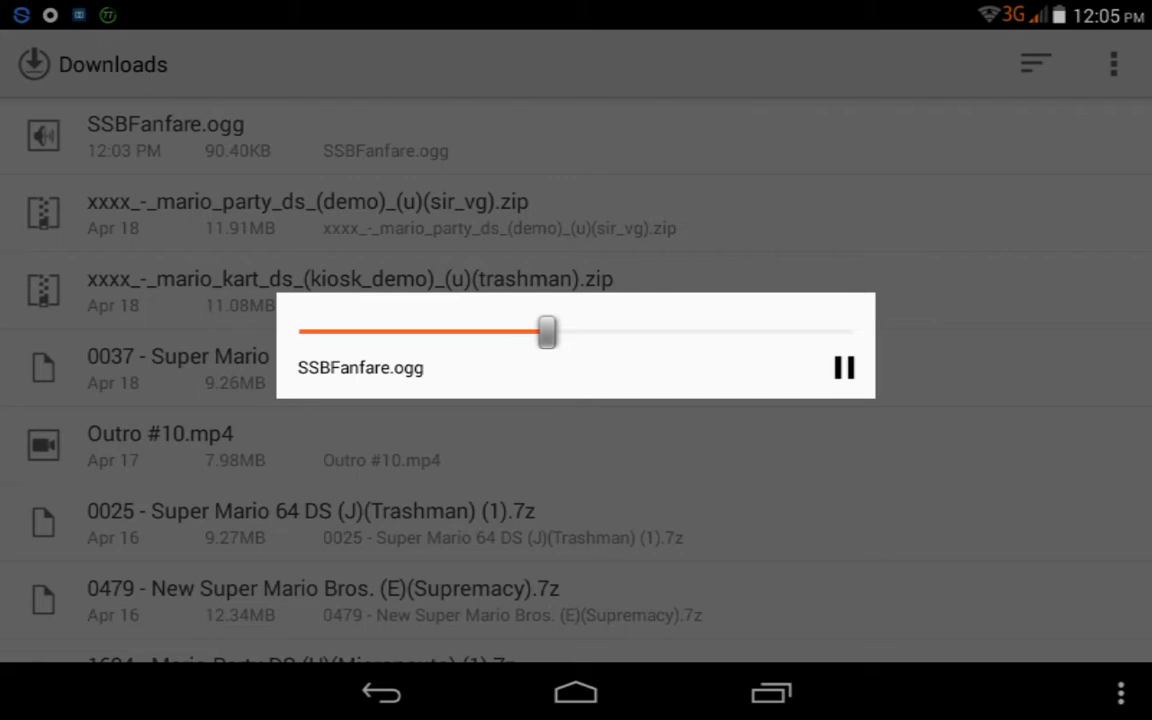 3G 12:05 PM
Downloads
SSBFanfare.ogg
12:03 PM 90.40KB SSBFanfare.ogg
xxxx_-_mario_party_ds_(demo)_(u)(sir_vg).zip
Apr 18 11.91MB xxxx_-_mario_party_ds_(demo)_(u)(sir_vg).zip
xxxx_-_mario_kart_ds_(kiosk_demo)_(u)(trashman).zip
Apr 18 11.08MB
0037 - Super Mario
Apr 18 9.26MB
SSBFanfare.ogg
Outro #10.mp4
Apr 17 7.98MB Outro #10.mp4
0025 - Super Mario 64 DS (J)(Trashman) (1).7z
Apr 16 9.27MB 0025 - Super Mario 64 DS (J)(Trashman) (1).7z
0479 - New Super Mario Bros. (E)(Supremacy).7z
Apr 16 12.34MB 0479 - New Super Mario Bros. (E)(Supremacy).7z